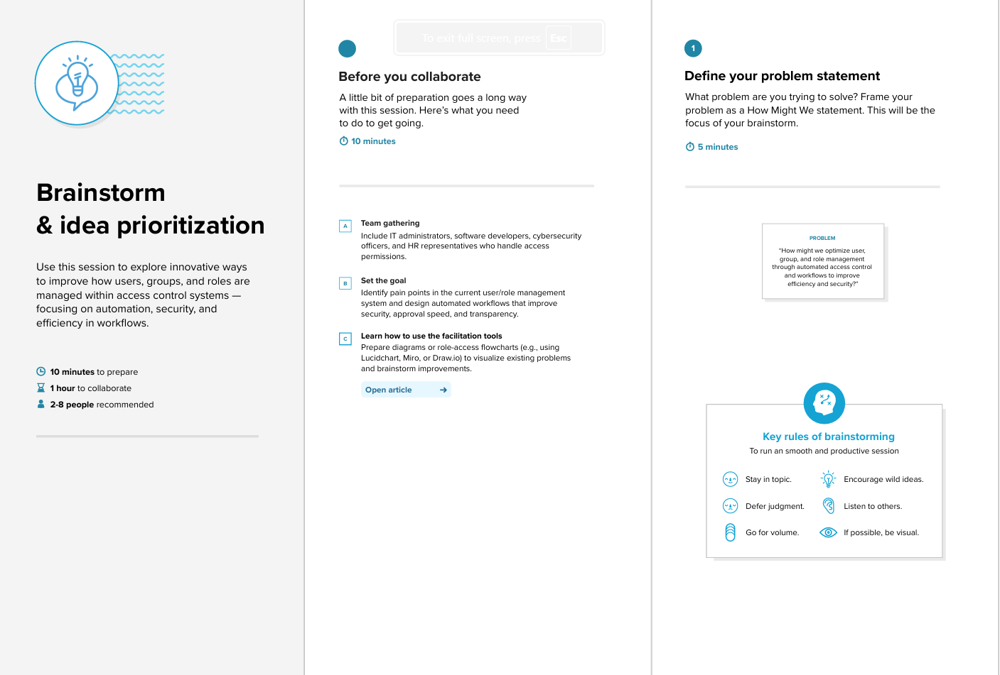 Brainstorm
& idea prioritization
Use this session to explore innovative ways
to improve how users, groups, and roles are
managed within access control systems —
focusing on automation, security, and
efficiency in workflows.
10 minutes to prepare
1 hour to collaborate
2-8 people recommended
To exit full screen, press Esc
Before you collaborate
A little bit of preparation goes a long way
with this session. Here’s what you need
to do to get going.
10 minutes
A
Team gathering
Include IT administrators, software developers, cybersecurity
officers, and HR representatives who handle access
permissions.
B
Set the goal
Identify pain points in the current user/role management
system and design automated workflows that improve
security, approval speed, and transparency.
C
Learn how to use the facilitation tools
Prepare diagrams or role-access flowcharts (e.g., using
Lucidchart, Miro, or Draw.io) to visualize existing problems
and brainstorm improvements.
Open article
1
Define your problem statement
What problem are you trying to solve? Frame your
problem as a How Might We statement. This will be the
focus of your brainstorm.
5 minutes
PROBLEM
“How might we optimize user,
group, and role management
through automated access control
and workflows to improve
efficiency and security?”
Key rules of brainstorming
To run an smooth and productive session
Stay in topic.
Encourage wild ideas.
Defer judgment.
Listen to others.
Go for volume.
If possible, be visual.